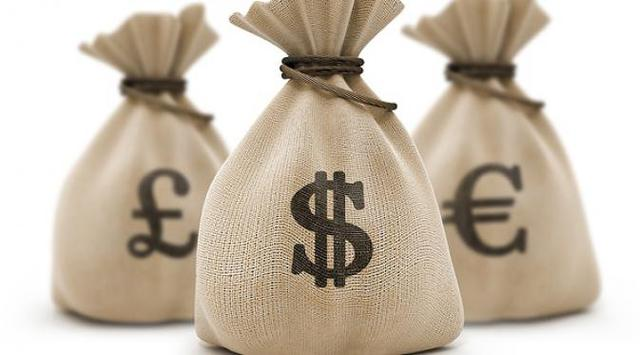 £ $ €